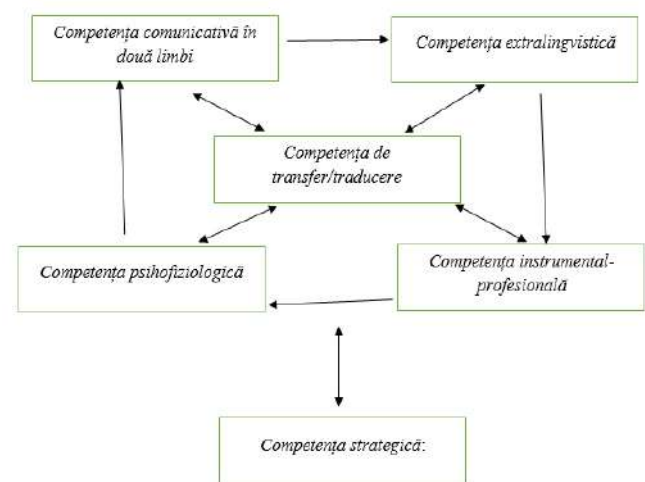 Competența comunicativă în
două limbi
Competența extralingvistică
Competența de
transfer/traducere
Competența psihofiziologică
Competența instrumental-
profesională
Competența strategică: